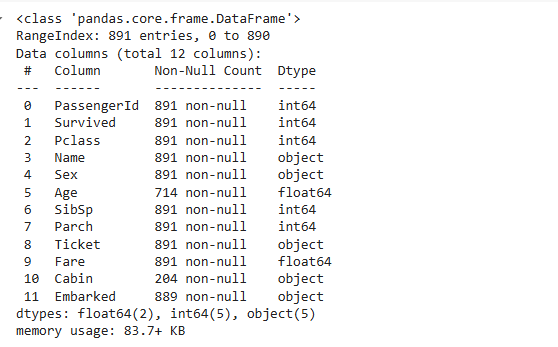 <class 'pandas.core.frame.DataFrame'>
RangeIndex: 891 entries, 0 to 890
Data columns (total 12 columns):
 #   Column       Non-Null Count  Dtype
---  ------       --------------  -----
 0   PassengerId  891 non-null    int64
 1   Survived     891 non-null    int64
 2   Pclass       891 non-null    int64
 3   Name         891 non-null    object
 4   Sex          891 non-null    object
 5   Age          714 non-null    float64
 6   SibSp        891 non-null    int64
 7   Parch        891 non-null    int64
 8   Ticket       891 non-null    object
 9   Fare         891 non-null    float64
 10  Cabin        204 non-null    object
 11  Embarked     889 non-null    object
dtypes: float64(2), int64(5), object(5)
memory usage: 83.7+ KB